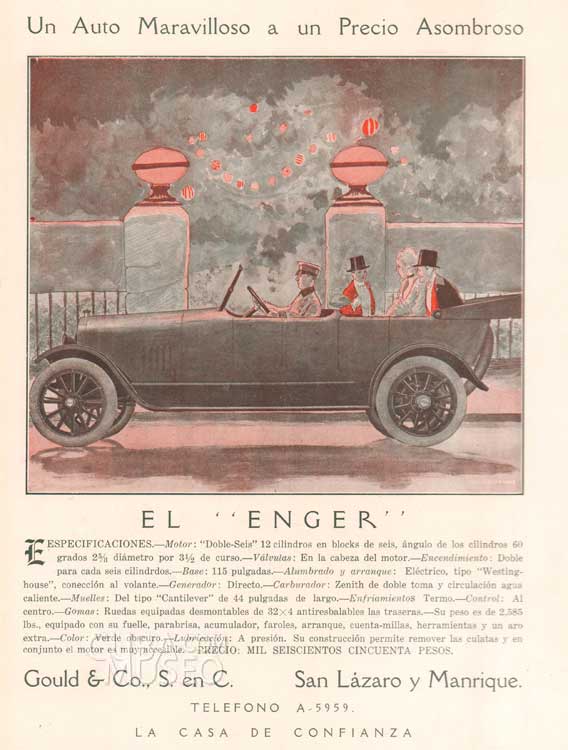 Un Auto Maravilloso a un Precio Asombroso
EL "ENGER"
EESPECIFICACIONES.—Motor: "Doble-Seis" 12 cilindros en blocks de seis, ángulo de los cilindros 60
grados 2⅝ diámetro por 3½ de curso.—Válvulas: En la cabeza del motor.—Encendimiento: Doble
para cada seis cilindrdos.—Base: 115 pulgadas.—Alumbrado y arranque: Eléctrico, tipo "Westing-
house", conección al volante.—Generador: Directo.—Carburador: Zenith de doble toma y circulación agua
caliente.—Muelles: Del tipo "Cantilever" de 44 pulgadas de largo.—Enfriamientos Termo.—Control: Al
centro.—Gomas: Ruedas equipadas desmontables de 32×4 antiresbalables las traseras.—Su peso es de 2,585
lbs., equipado con su fuelle, parabrisa, acumulador, faroles, arranque, cuenta-millas, herramientas y un aro
extra.—Color: Verde obscuro.—Lubricación: A presión. Su construcción permite remover las culatas y en
conjunto el motor es muy accesible. PRECIO: MIL SEISCIENTOS CINCUENTA PESOS.
Gould & Co., S. en C. San Lázaro y Manrique.
TELEFONO A-5959.
LA CASA DE CONFIANZA